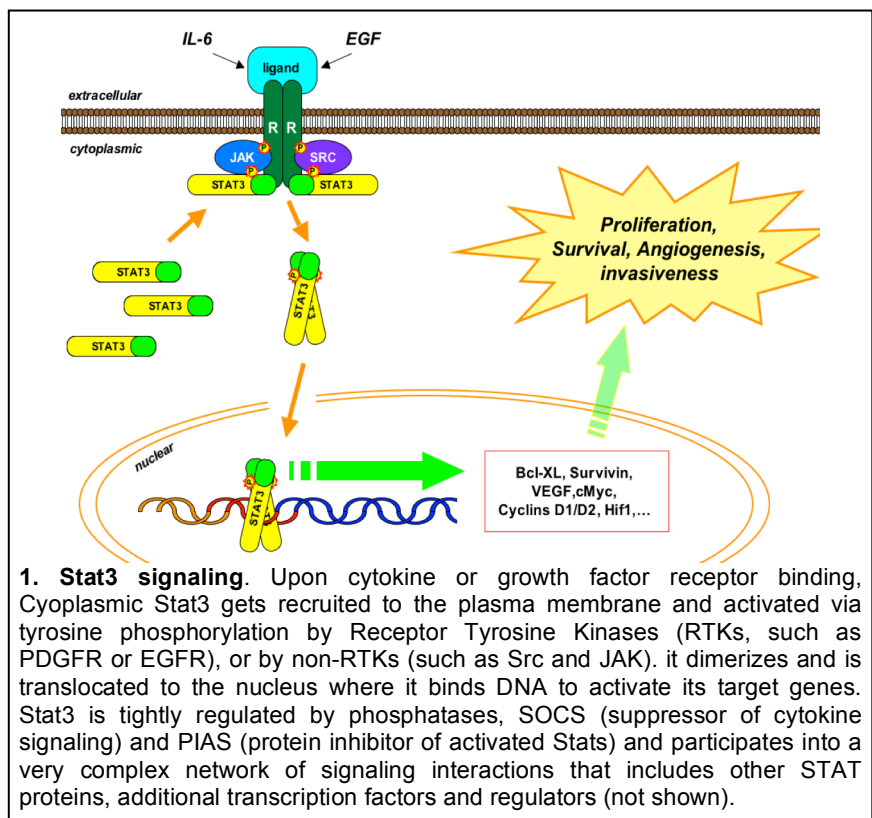 IL-6 EGF
ligand
extracellular
R R
cytoplasmic
P P
JAK SRC
P P
STAT3 STAT3
STAT3
STAT3
STAT3
P
STAT3
Proliferation,
Survival, Angiogenesis,
invasiveness
nuclear
P
STAT3
Bcl-XL, Survivin,
VEGF,cMyc,
Cyclins D1/D2, Hif1,...
1. Stat3 signaling. Upon cytokine or growth factor receptor binding,
Cyoplasmic Stat3 gets recruited to the plasma membrane and activated via
tyrosine phosphorylation by Receptor Tyrosine Kinases (RTKs, such as
PDGFR or EGFR), or by non-RTKs (such as Src and JAK). it dimerizes and is
translocated to the nucleus where it binds DNA to activate its target genes.
Stat3 is tightly regulated by phosphatases, SOCS (suppressor of cytokine
signaling) and PIAS (protein inhibitor of activated Stats) and participates into a
very complex network of signaling interactions that includes other STAT
proteins, additional transcription factors and regulators (not shown).